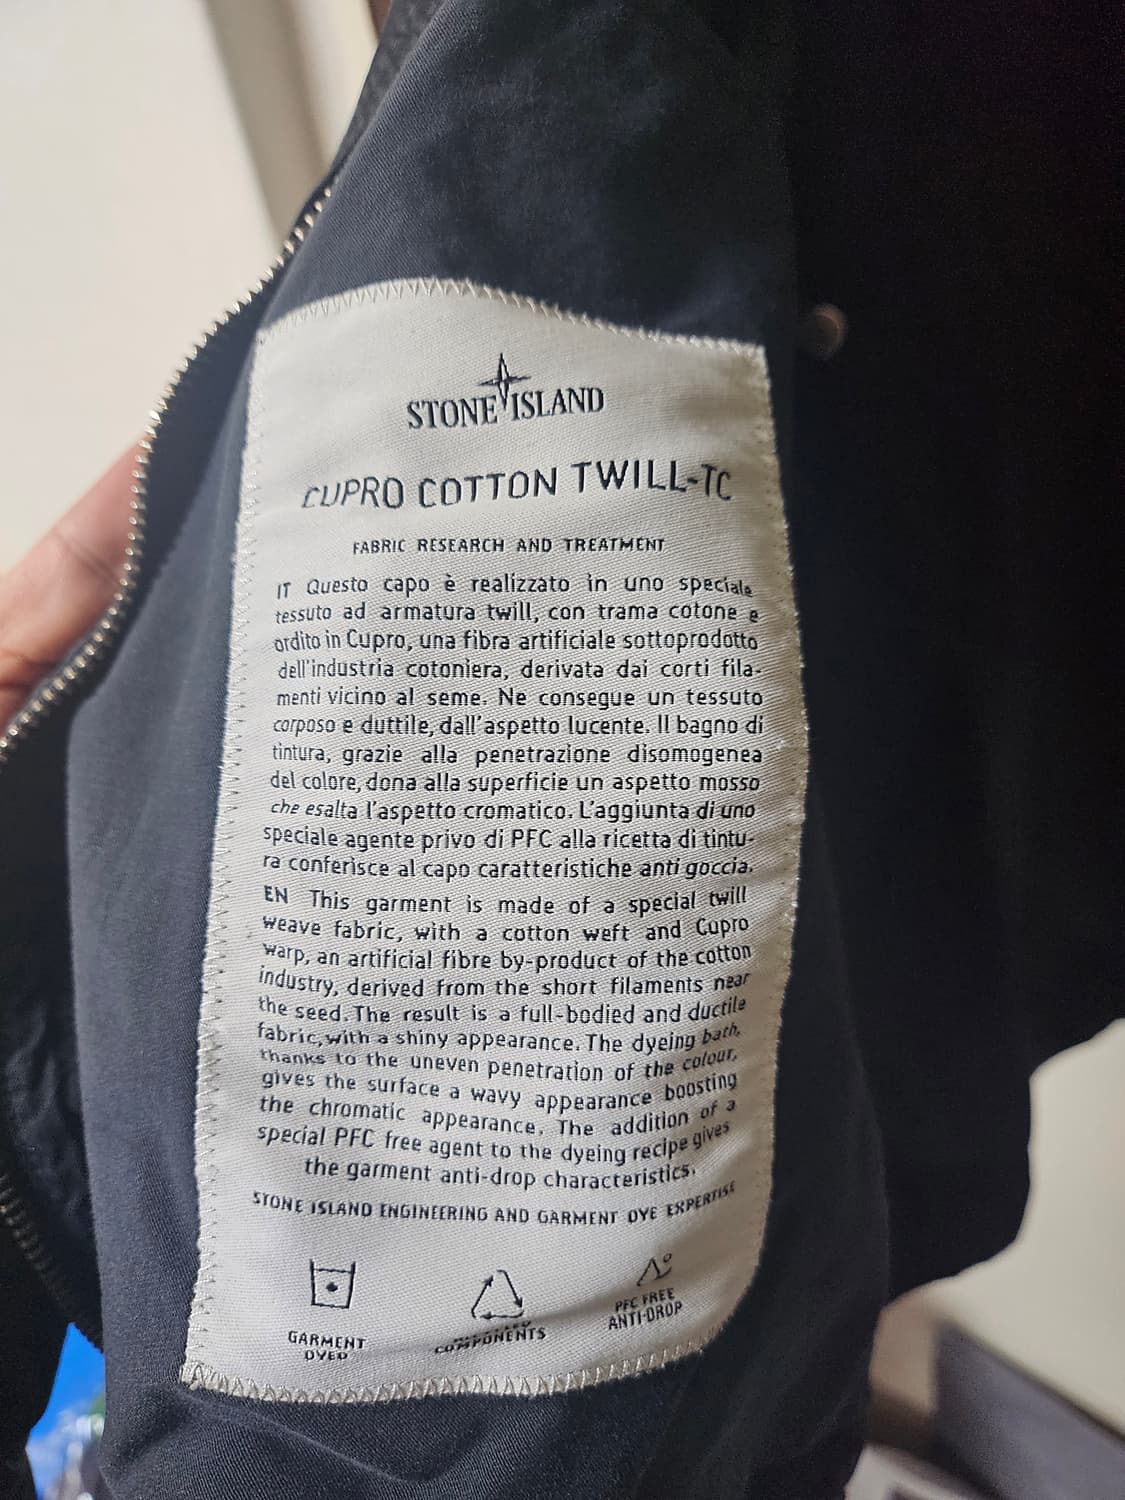 STONE ISLAND
CUPRO COTTON TWILL-TC
FABRIC RESEARCH AND TREATMENT
IT Questo capo è realizzato in uno speciale
tessuto ad armatura twill, con trama cotone e
ordito in Cupro, una fibra artificiale sottoprodotto
dell'industria cotoniera, derivata dai corti fila-
menti vicino al seme. Ne consegue un tessuto
corposo e duttile, dall'aspetto lucente. Il bagno di
tintura, grazie alla penetrazione disomogenea
del colore, dona alla superficie un aspetto mosso
che esalta l'aspetto cromatico. L'aggiunta di uno
speciale agente privo di PFC alla ricetta di tintu-
ra conferisce al capo caratteristiche anti goccia.
EN This garment is made of a special twill
weave fabric, with a cotton weft and Cupro
warp, an artificial fibre by-product of the cotton
industry, derived from the short filaments near
the seed. The result is a full-bodied and ductile
fabric, with a shiny appearance. The dyeing bath,
thanks to the uneven penetration of the colour,
gives the surface a wavy appearance boosting
the chromatic appearance. The addition of a
special PFC free agent to the dyeing recipe gives
the garment anti-drop characteristics.
STONE ISLAND ENGINEERING AND GARMENT DYE EXPERTISE
GARMENT
DYED
COMPONENTS
PFC FREE
ANTI-DROP